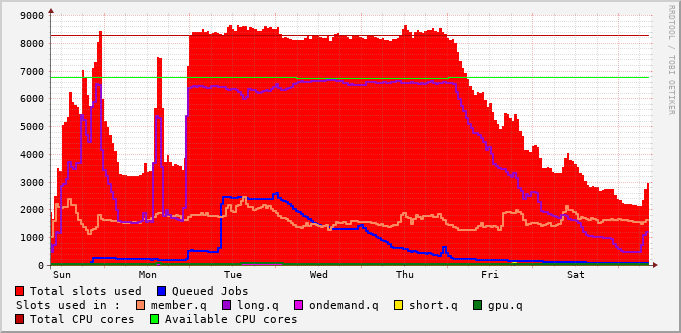 9000
8000
7000
6000
5000
4000
3000
2000
1000
0
Sun Mon Tue Wed Thu Fri Sat
RRDTOOL / TOBI OETIKER
Total slots used Queued Jobs
Slots used in : member.q long.q ondemand.q short.q gpu.q
Total CPU cores Available CPU cores